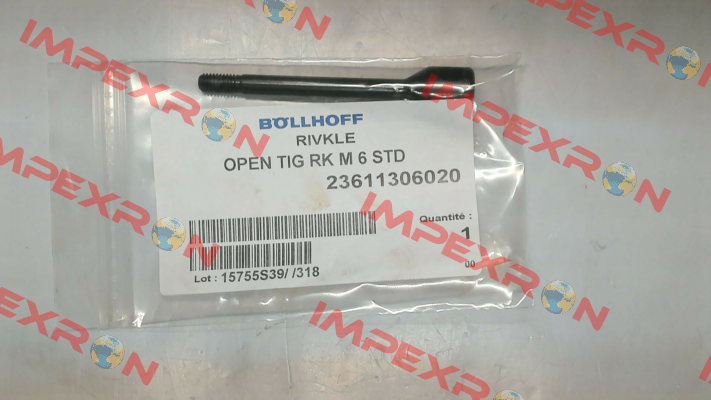 BÖLLHOFF
RIVKLE
OPEN TIG RK M 6 STD
23611306020
Quantité :
1
00
Lot : 15755S39/ /318
IMPEXRON
IMPEXRON
IMPEXRON
IMPEXRON
IMPEXRON
IMPEXRON